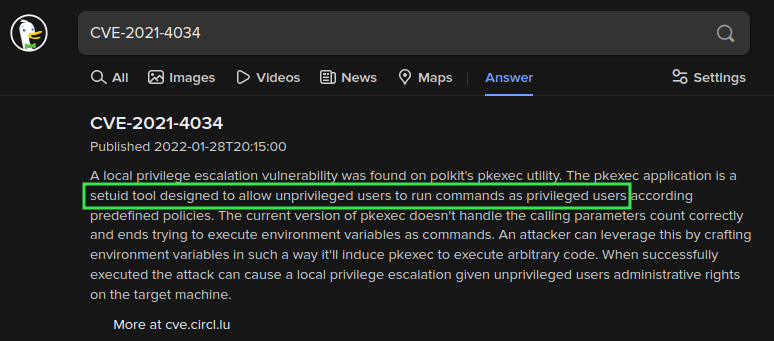 CVE-2021-4034
All
Images
Videos
News
Maps
Answer
Settings
CVE-2021-4034
Published 2022-01-28T20:15:00
A local privilege escalation vulnerability was found on polkit's pkexec utility. The pkexec application is a
setuid tool designed to allow unprivileged users to run commands as privileged users according
predefined policies. The current version of pkexec doesn't handle the calling parameters count correctly
and ends trying to execute environment variables as commands. An attacker can leverage this by crafting
environment variables in such a way it'll induce pkexec to execute arbitrary code. When successfully
executed the attack can cause a local privilege escalation given unprivileged users administrative rights
on the target machine.
More at cve.circl.lu